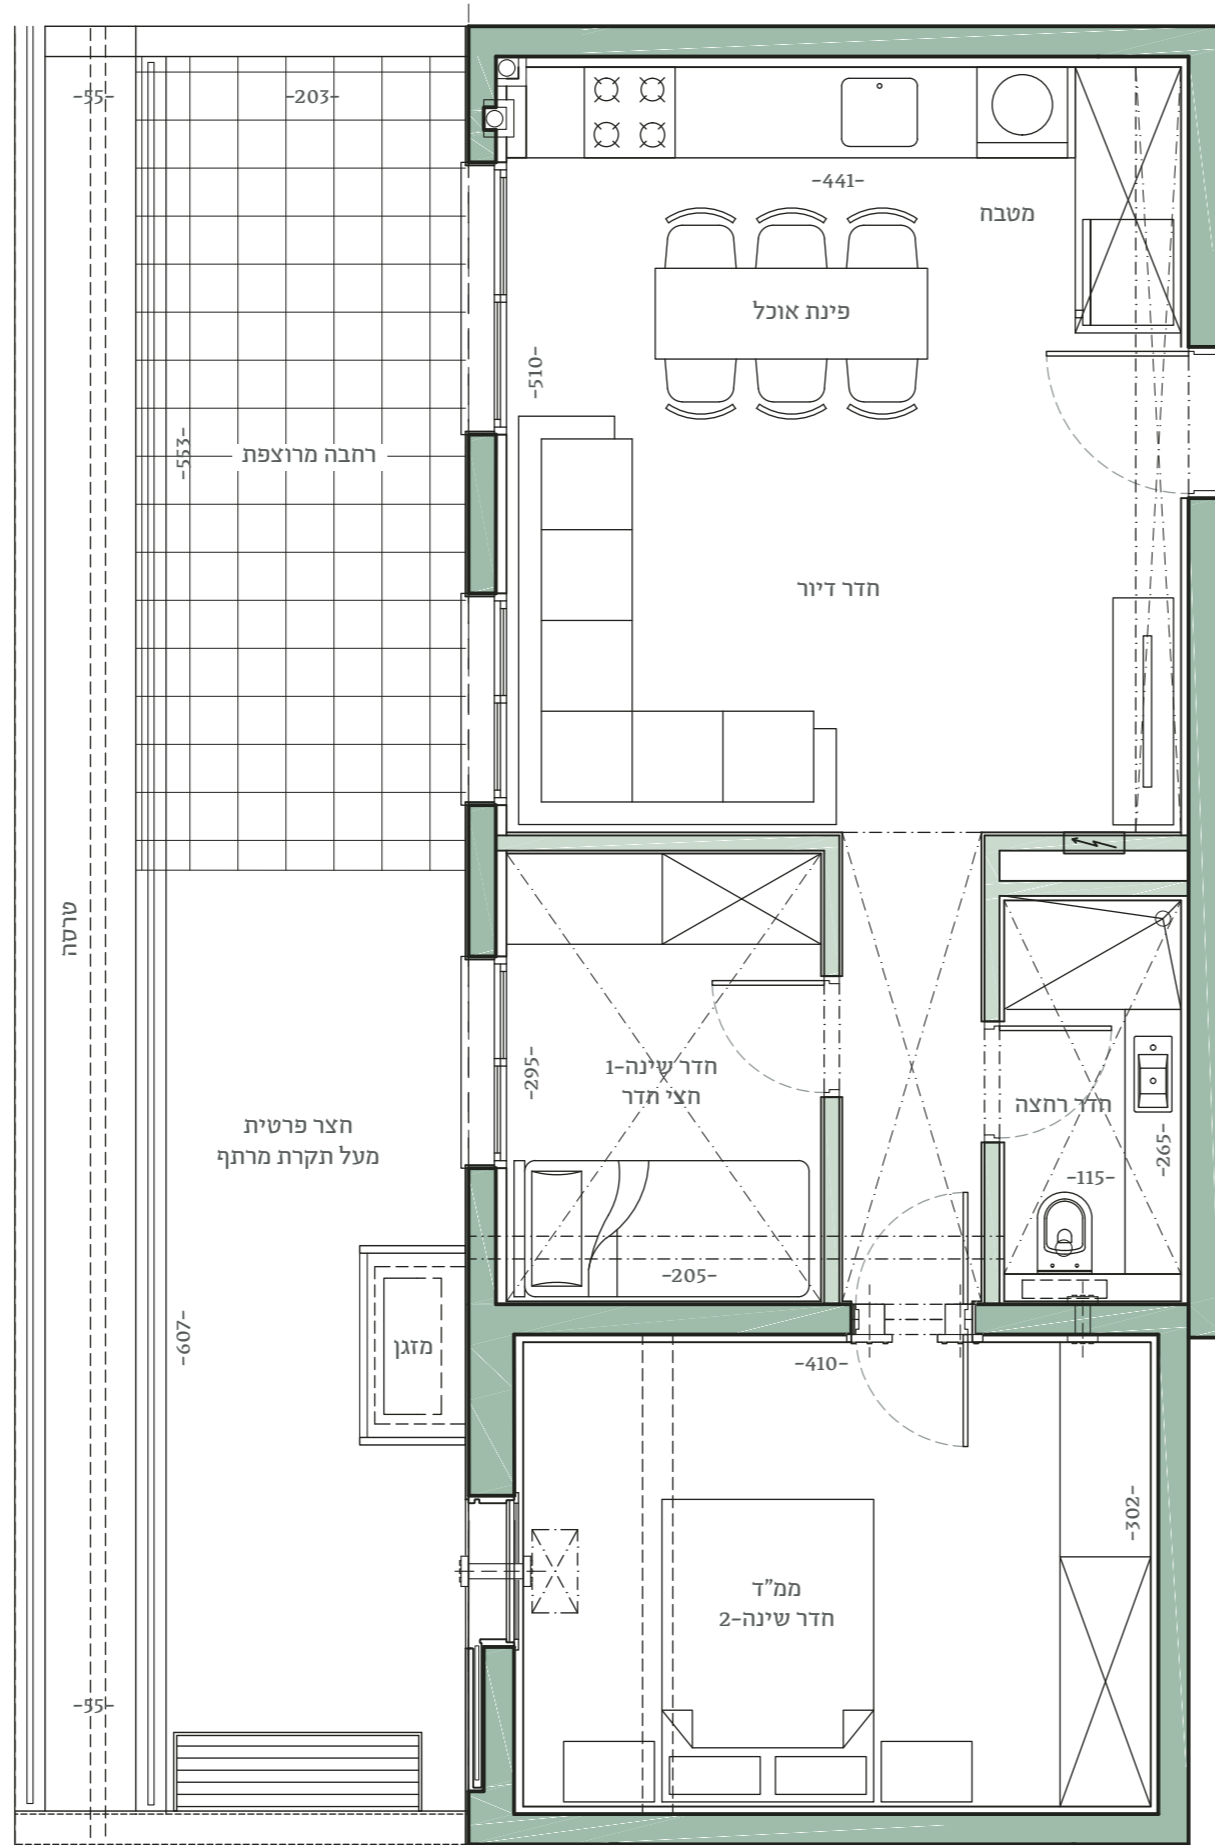 -55-
-203-
-441-
מטבח
פינת אוכל
-510-
-553-
רחבה מרוצפת
חדר דיור
טרסה
חדר שינה-1
חצי חדר
-295-
חדר רחצה
-265-
-115-
חצר פרטית
מעל תקרת מרתף
-205-
-607-
מזגן
-410-
-302-
ממ"ד
חדר שינה-2
-55-